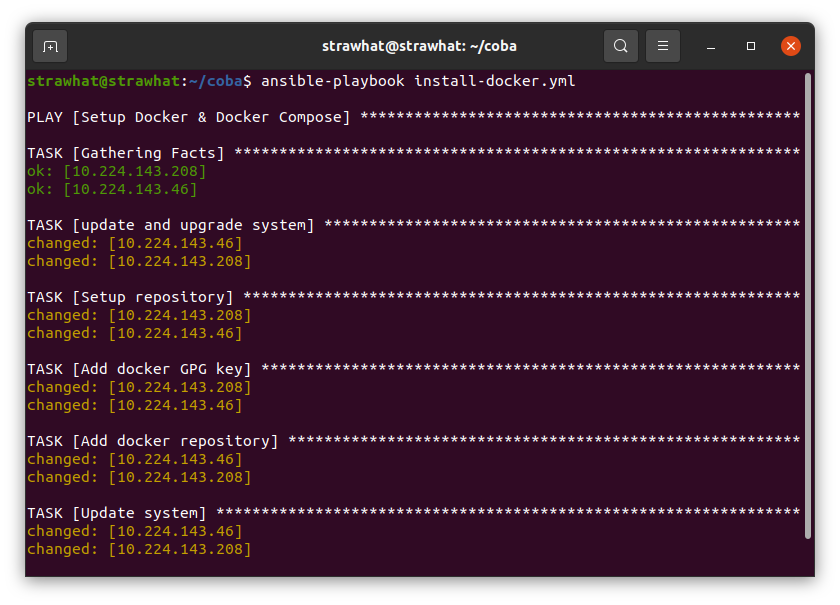 strawhat@strawhat: ~/coba
strawhat@strawhat:~/coba$ ansible-playbook install-docker.yml
PLAY [Setup Docker & Docker Compose] *************************************************
TASK [Gathering Facts] ***************************************************************
ok: [10.224.143.208]
ok: [10.224.143.46]
TASK [update and upgrade system] *****************************************************
changed: [10.224.143.46]
changed: [10.224.143.208]
TASK [Setup repository] **************************************************************
changed: [10.224.143.208]
changed: [10.224.143.46]
TASK [Add docker GPG key] ************************************************************
changed: [10.224.143.208]
changed: [10.224.143.46]
TASK [Add docker repository] *********************************************************
changed: [10.224.143.46]
changed: [10.224.143.208]
TASK [Update system] *****************************************************************
changed: [10.224.143.46]
changed: [10.224.143.208]